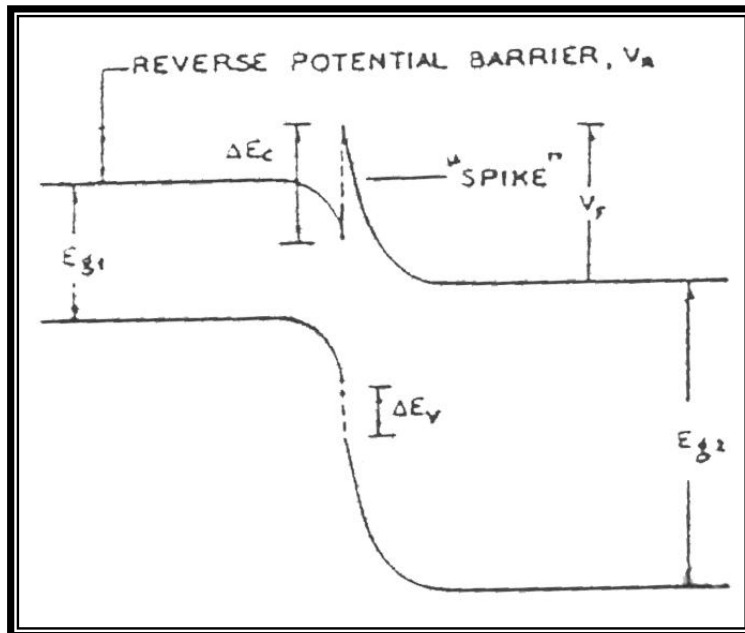 REVERSE POTENTIAL BARRIER, VR
ΔEc
"SPIKE"
VF
Eg1
ΔEV
Eg2